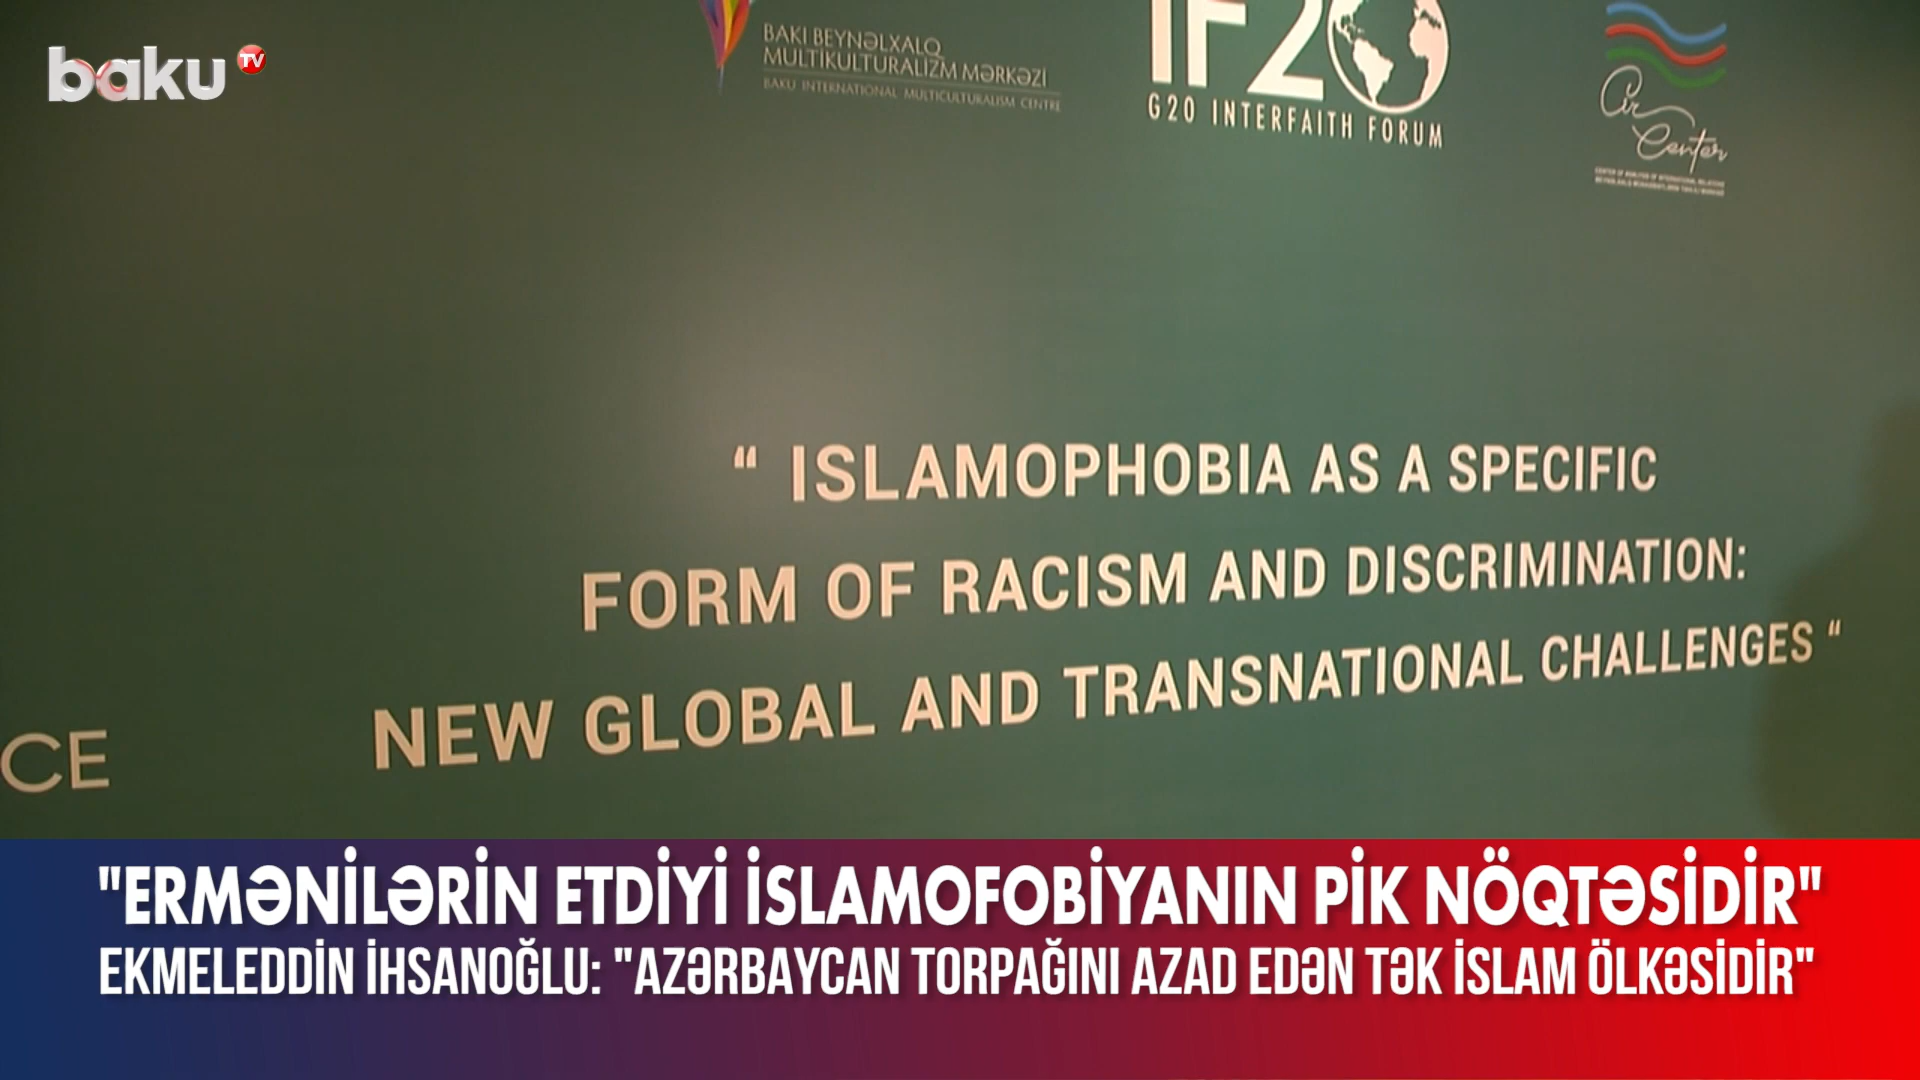 baku TV
BAKI BEYNƏLXALQ
MULTİKULTURALİZM MƏRKƏZİ
BAKU INTERNATIONAL MULTICULTURALISM CENTRE
IF20
G20 INTERFAITH FORUM
Air
Center
“ ISLAMOPHOBIA AS A SPECIFIC
FORM OF RACISM AND DISCRIMINATION:
NEW GLOBAL AND TRANSNATIONAL CHALLENGES “
CE
"ERMƏNİLƏRİN ETDİYİ İSLAMOFOBİYANIN PİK NÖQTƏSİDİR"
EKMELEDDİN İHSANOĞLU: "AZƏRBAYCAN TORPAĞINI AZAD EDƏN TƏK İSLAM ÖLKƏSİDİR"